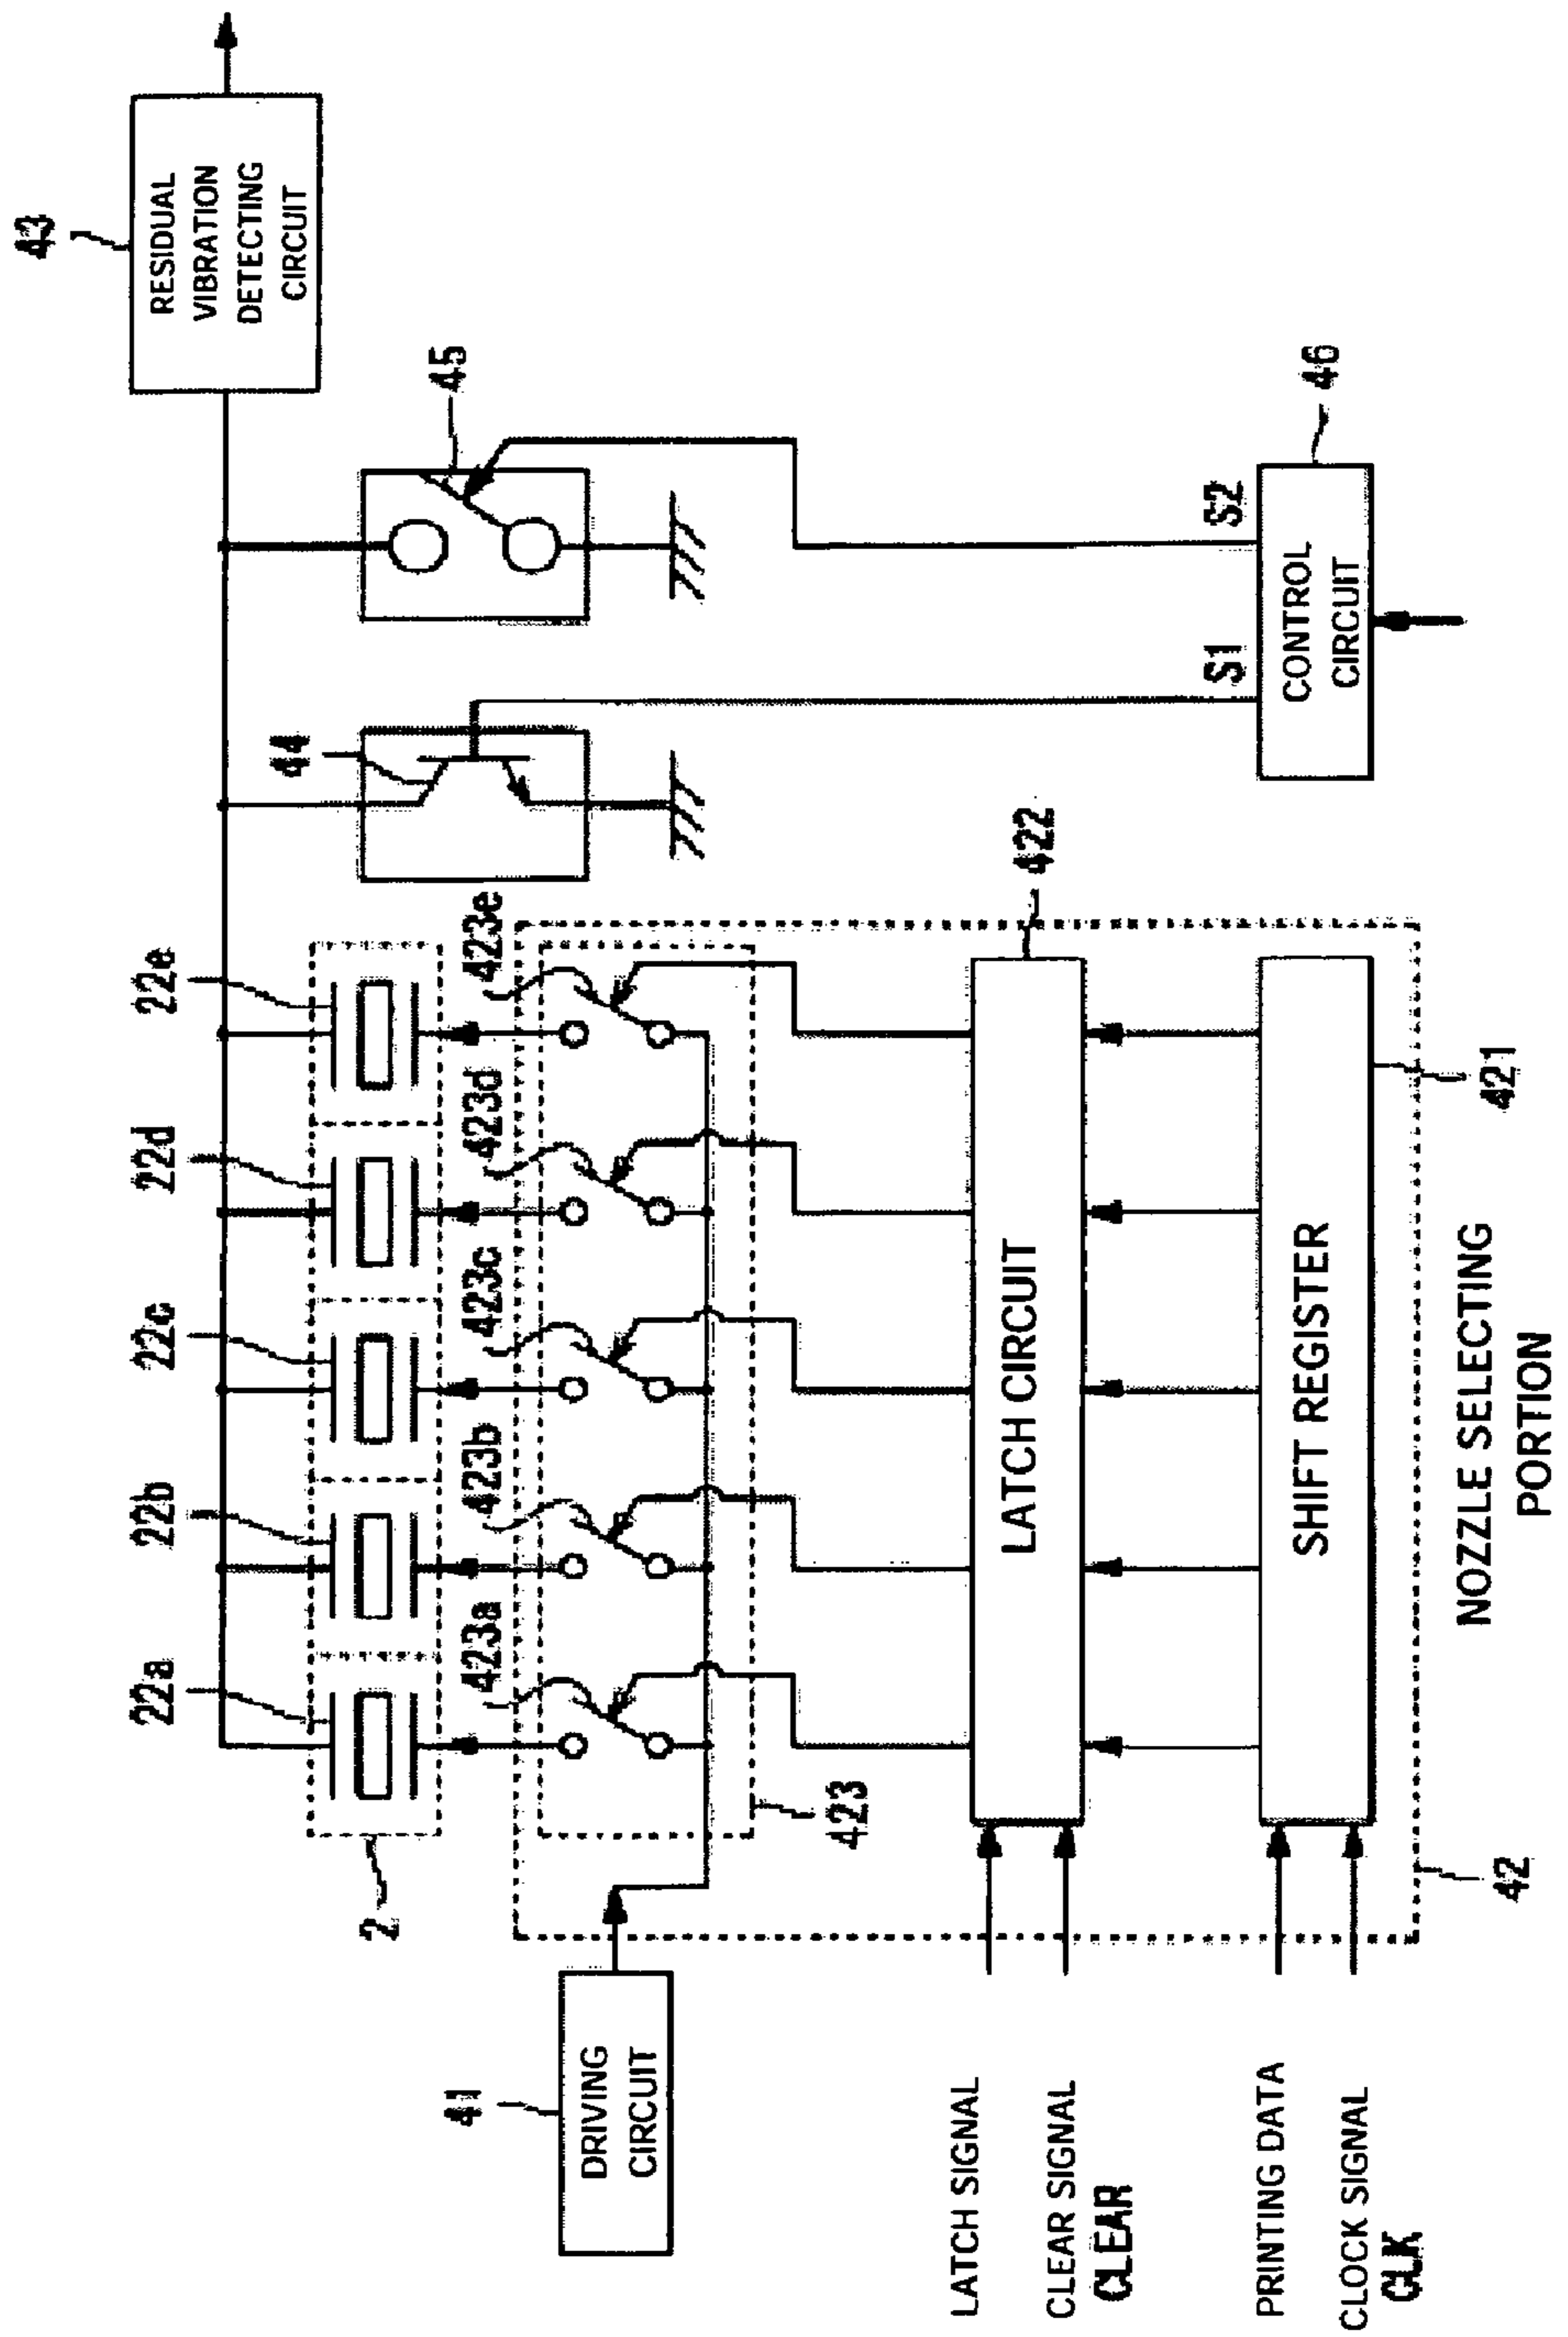 43
RESIDUAL
VIBRATION
DETECTING
CIRCUIT
45
44
S1
S2
46
CONTROL
CIRCUIT
22a
22b
22c
22d
22e
2
423a
423b
423c
423d
423e
423
41
DRIVING
CIRCUIT
422
LATCH CIRCUIT
LATCH SIGNAL
CLEAR SIGNAL
CLEAR
SHIFT REGISTER
421
PRINTING DATA
CLOCK SIGNAL
CLK
42
NOZZLE SELECTING
PORTION